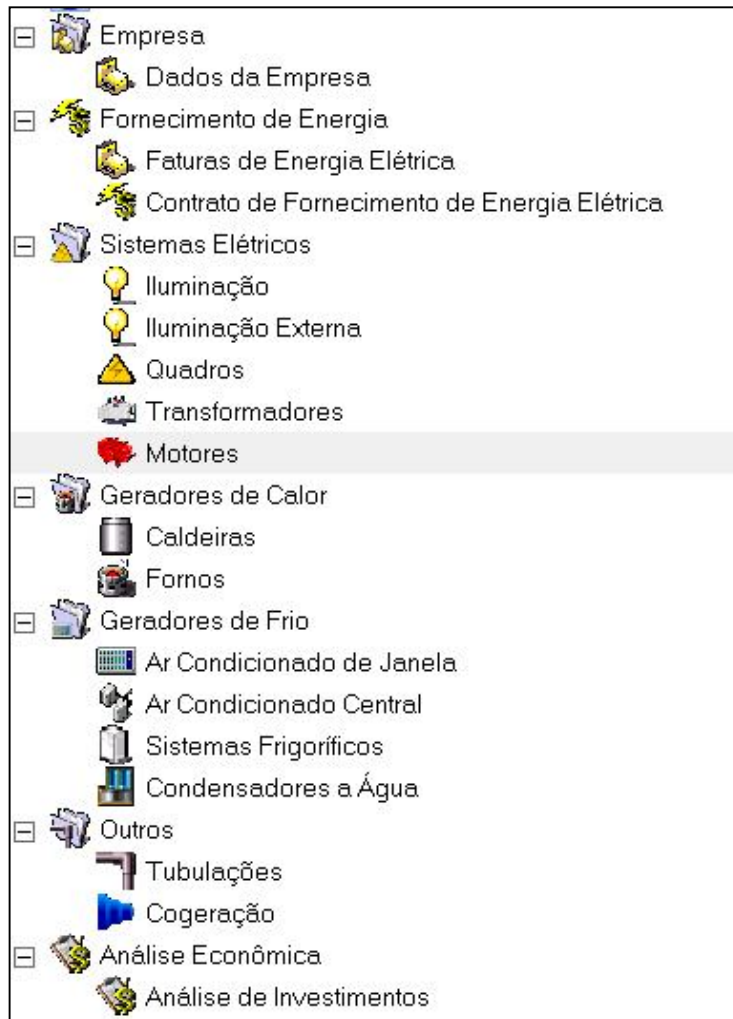 Empresa
Dados da Empresa
Fornecimento de Energia
Faturas de Energia Elétrica
Contrato de Fornecimento de Energia Elétrica
Sistemas Elétricos
Iluminação
Iluminação Externa
Quadros
Transformadores
Motores
Geradores de Calor
Caldeiras
Fornos
Geradores de Frio
Ar Condicionado de Janela
Ar Condicionado Central
Sistemas Frigoríficos
Condensadores a Água
Outros
Tubulações
Cogeração
Análise Econômica
Análise de Investimentos